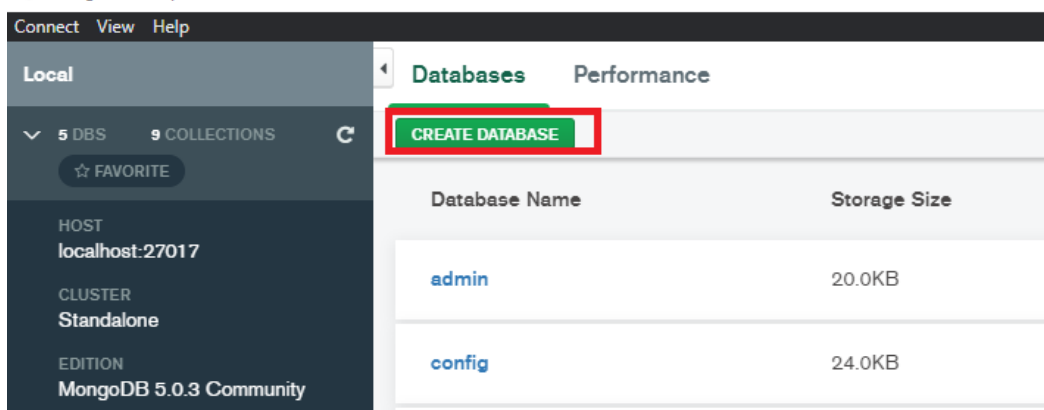 Connect View Help
Local
Databases Performance
5 DBS 9 COLLECTIONS
FAVORITE
CREATE DATABASE
Database Name Storage Size
HOST
localhost:27017
admin 20.0KB
CLUSTER
Standalone
config 24.0KB
EDITION
MongoDB 5.0.3 Community